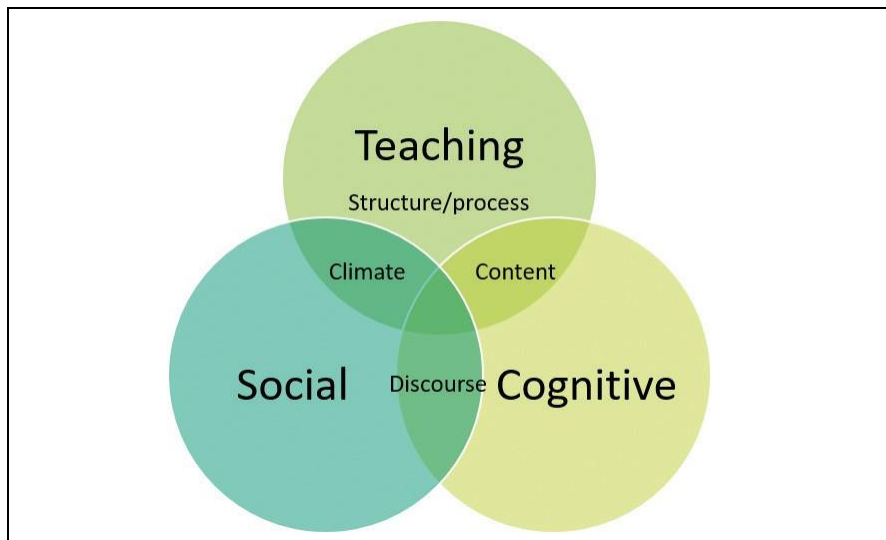 Teaching
Structure/process
Climate
Content
Social
Discourse
Cognitive